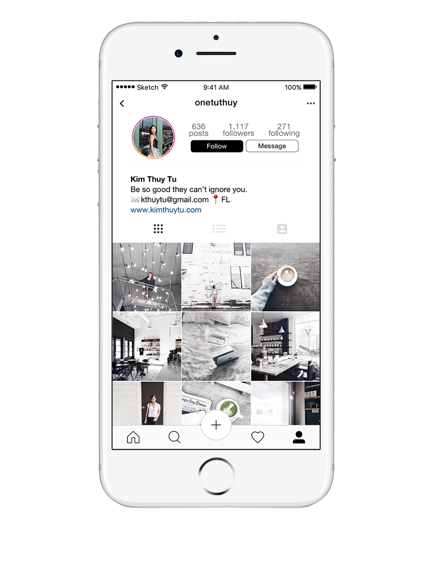 Sketch 9:41 AM 100%
onetuthuy
636 1,117 271
posts followers following
Follow Message
Kim Thuy Tu
Be so good they can't ignore you.
kthuytu@gmail.com 📍 FL
www.kimthuytu.com